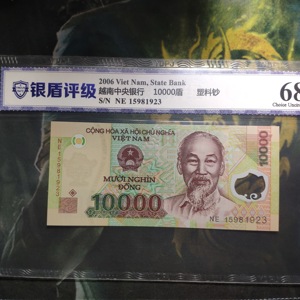 银盾评级
2006 Viet Nam, State Bank
越南中央银行 10000盾 塑料钞
S/N NE 15981923
68
Choice Unc
CỘNG HÒA XÃ HỘI CHỦ NGHĨA
VIỆT NAM
NE 15981923
10000
MƯỜI NGHÌN
ĐỒNG
10000
NE 15981923